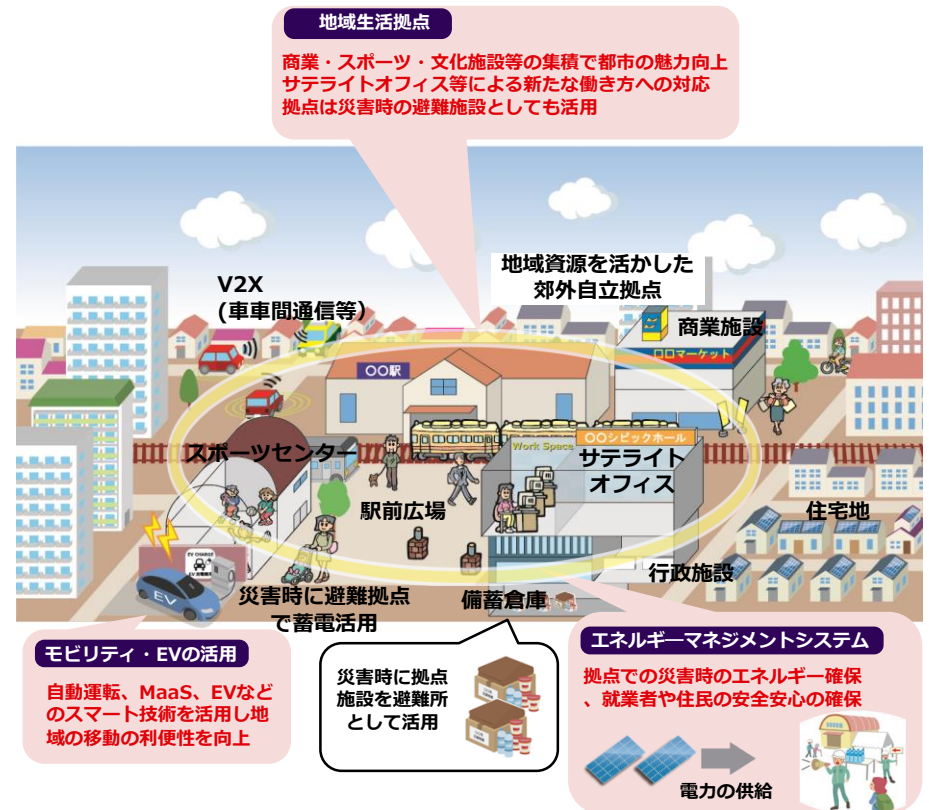 地域生活拠点
商業・スポーツ・文化施設等の集積で都市の魅力向上
サテライトオフィス等による新たな働き方への対応
拠点は災害時の避難施設としても活用
V2X
(車車間通信等）
地域資源を活かした
郊外自立拠点
商業施設
ロロマーケット
〇〇駅
〇〇シビックホール
Work Space
サテライト
オフィス
スポーツセンター
駅前広場
住宅地
EV CHARGE
EV
行政施設
災害時に避難拠点
で蓄電活用
備蓄倉庫
モビリティ・EVの活用
自動運転、MaaS、EVなど
のスマート技術を活用し地
域の移動の利便性を向上
災害時に拠点
施設を避難所
として活用
エネルギーマネジメントシステム
拠点での災害時のエネルギー確保
、就業者や住民の安全安心の確保
電力の供給